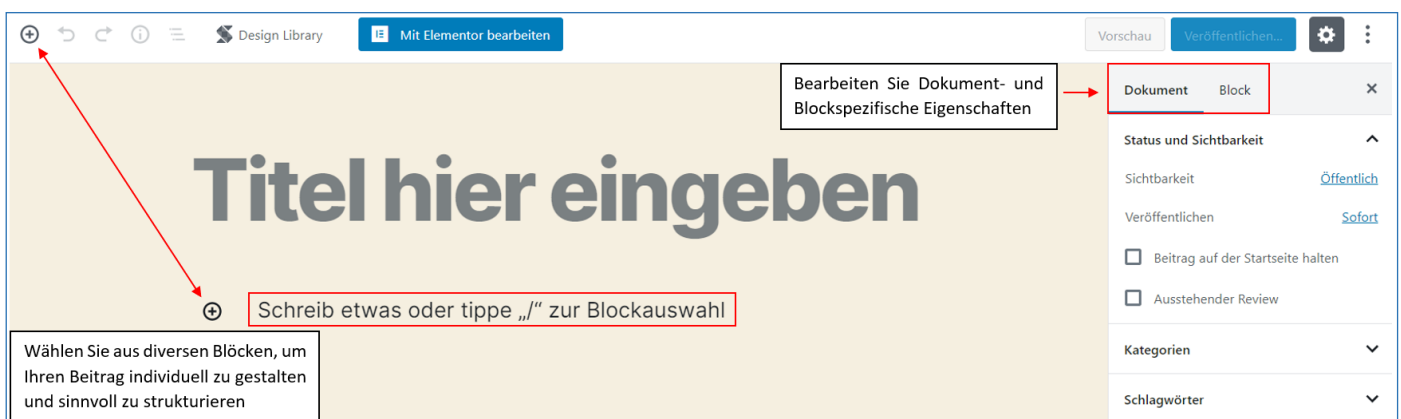 Design Library
Mit Elementor bearbeiten
Vorschau
Veröffentlichen...
Bearbeiten Sie Dokument- und
Blockspezifische Eigenschaften
Dokument
Block
Status und Sichtbarkeit
Sichtbarkeit
Öffentlich
Veröffentlichen
Sofort
Beitrag auf der Startseite halten
Ausstehender Review
Kategorien
Schlagwörter
Titel hier eingeben
Schreib etwas oder tippe „/“ zur Blockauswahl
Wählen Sie aus diversen Blöcken, um
Ihren Beitrag individuell zu gestalten
und sinnvoll zu strukturieren